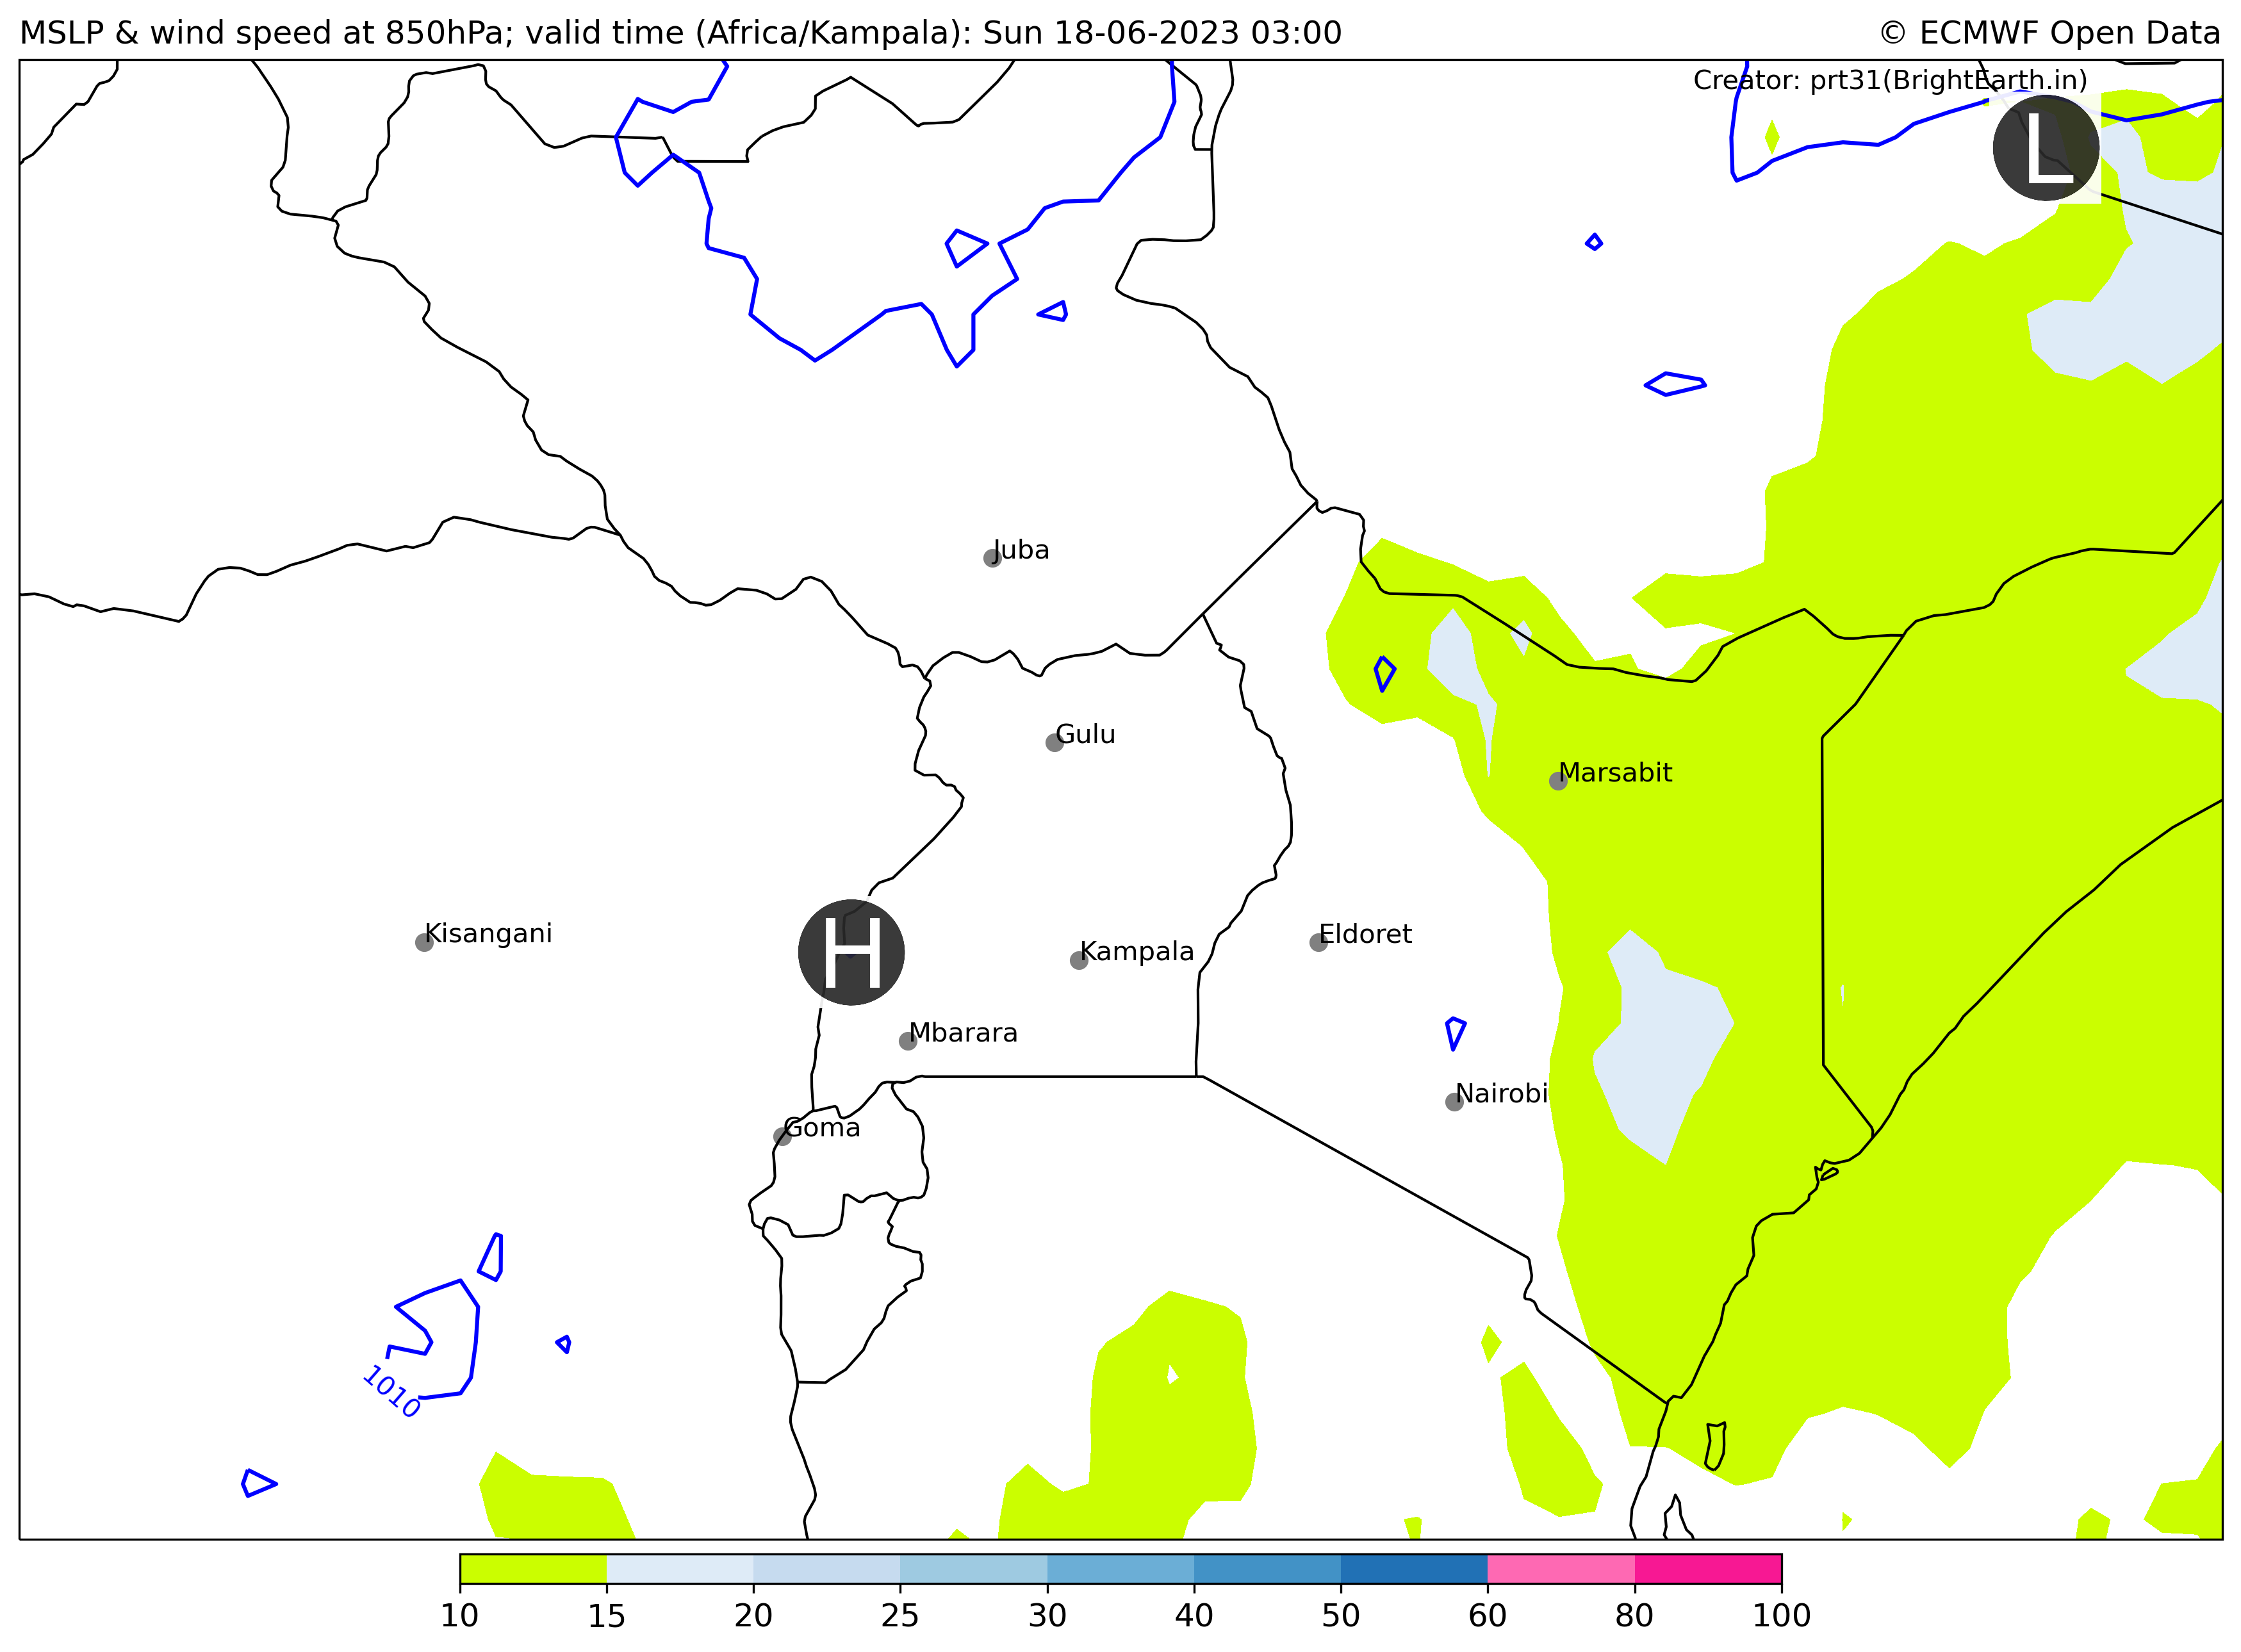 MSLP & wind speed at 850hPa; valid time (Africa/Kampala): Sun 18-06-2023 03:00
© ECMWF Open Data
Creator: prt31(BrightEarth.in)
L
Juba
Gulu
Marsabit
Kisangani
H
Kampala
Eldoret
Mbarara
Nairobi
Goma
1010
10 15 20 25 30 40 50 60 80 100